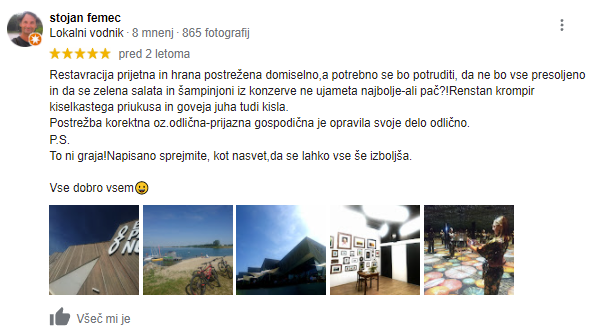 stojan femec
Lokalni vodnik · 8 mnenj · 865 fotografij
pred 2 letoma
Restavracija prijetna in hrana postrežena domiselno,a potrebno se bo potruditi, da ne bo vse presoljeno
in da se zelena salata in šampinjoni iz konzerve ne ujameta najbolje-ali pač?!Renstan krompir
kiselkastega priukusa in goveja juha tudi kisla.
Postrežba korektna oz.odlična-prijazna gospodična je opravila svoje delo odlično.
P.S.
To ni graja!Napisano sprejmite, kot nasvet,da se lahko vse še izboljša.
Vse dobro vsem😀
Všeč mi je